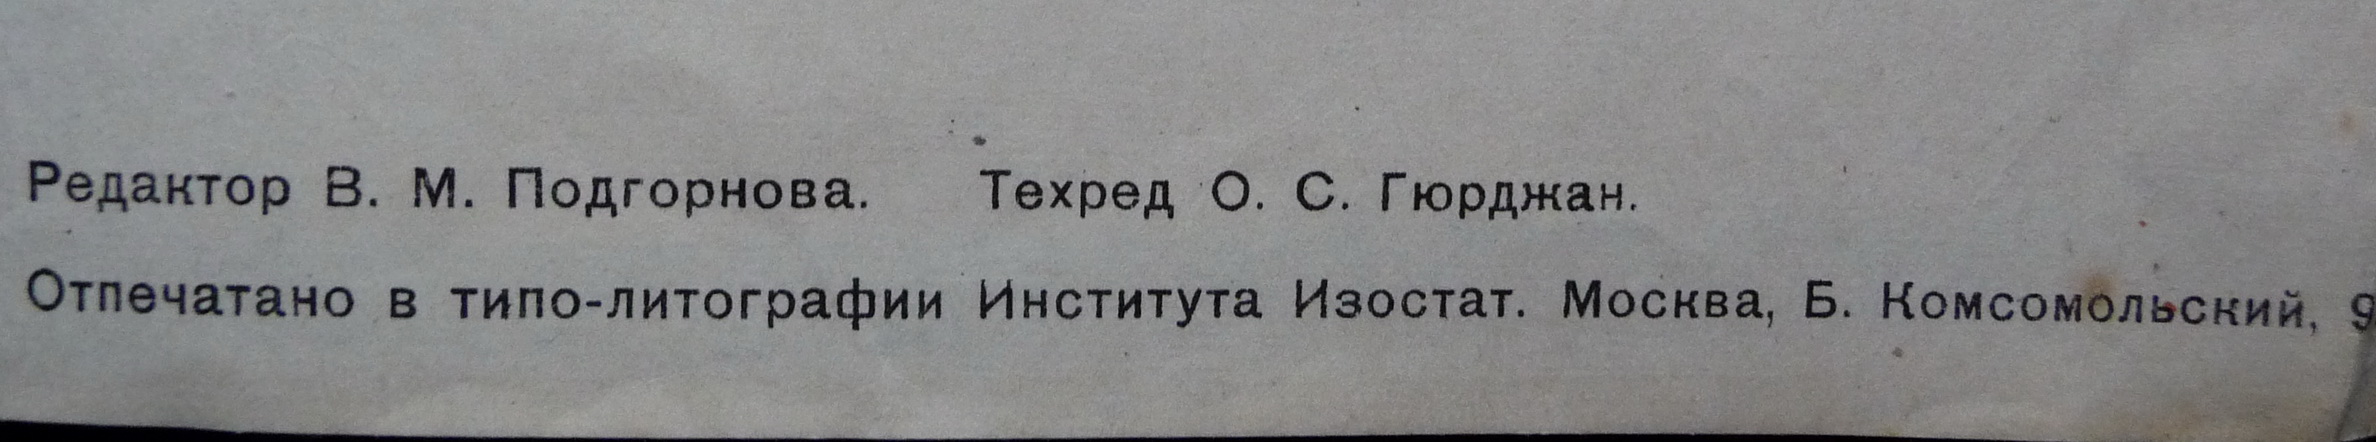 Редактор В. М. Подгорнова. Техред О. С. Гюрджан.
Отпечатано в типо-литографии Института Изостат. Москва, Б. Комсомольский, 9